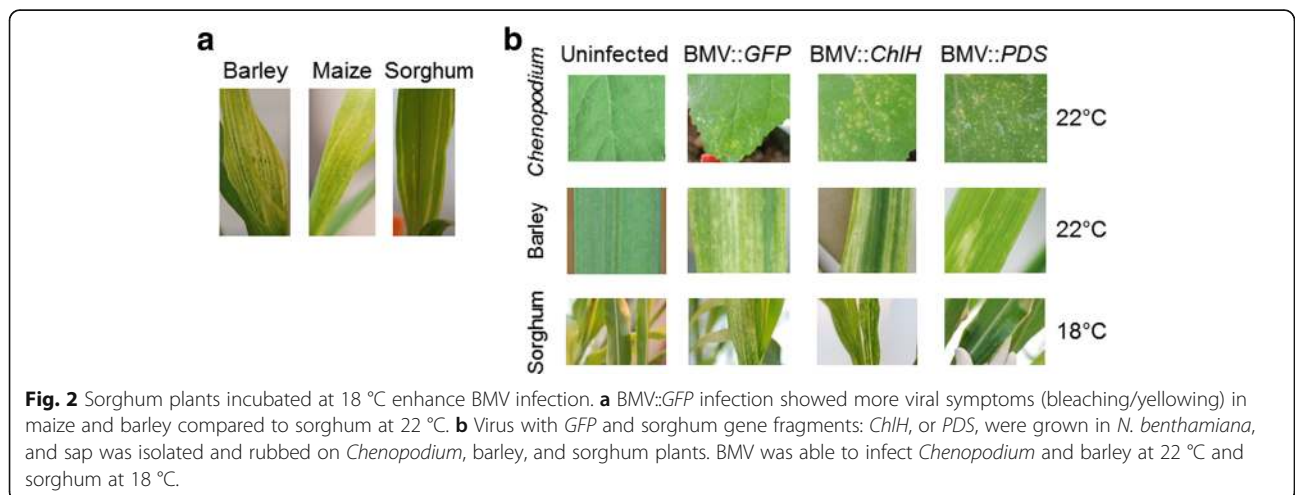 a
Barley Maize Sorghum
b
Uninfected BMV::GFP BMV::ChlH BMV::PDS
Chenopodium
22°C
Barley
22°C
Sorghum
18°C
Fig. 2 Sorghum plants incubated at 18 °C enhance BMV infection. a BMV::GFP infection showed more viral symptoms (bleaching/yellowing) in
maize and barley compared to sorghum at 22 °C. b Virus with GFP and sorghum gene fragments: ChlH, or PDS, were grown in N. benthamiana,
and sap was isolated and rubbed on Chenopodium, barley, and sorghum plants. BMV was able to infect Chenopodium and barley at 22 °C and
sorghum at 18 °C.